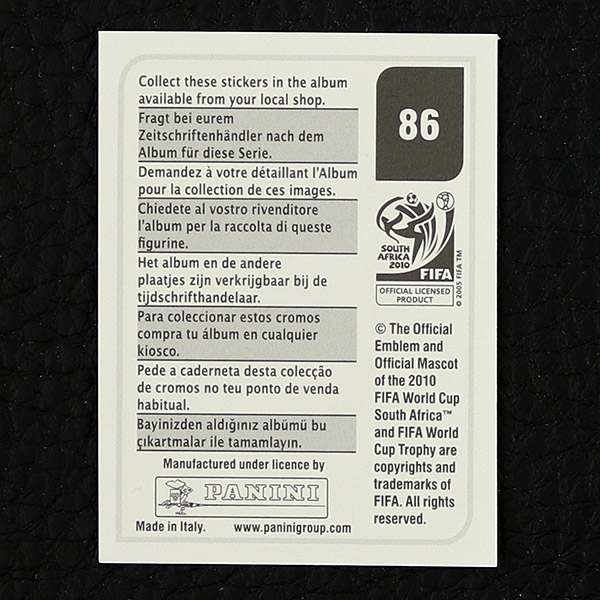 Collect these stickers in the album
available from your local shop.
Fragt bei eurem
Zeitschriftenhändler nach dem
Album für diese Serie.
Demandez à votre détaillant l'Album
pour la collection de ces images.
Chiedete al vostro rivenditore
l'album per la raccolta di queste
figurine.
Het album en de andere
plaatjes zijn verkrijgbaar bij de
tijdschrifthandelaar.
Para coleccionar estos cromos
compra tu álbum en cualquier
kiosco.
Pede a caderneta desta colecção
de cromos no teu ponto de venda
habitual.
Bayinizden aldığınız albümü bu
çıkartmalar ile tamamlayın.
Manufactured under licence by
PANINI
Made in Italy. www.paninigroup.com
86
SOUTH
AFRICA
2010
FIFA
OFFICIAL LICENSED
PRODUCT
© 2005 FIFA TM
© The Official
Emblem and
Official Mascot
of the 2010
FIFA World Cup
South Africa™
and FIFA World
Cup Trophy are
copyrights and
trademarks of
FIFA. All rights
reserved.